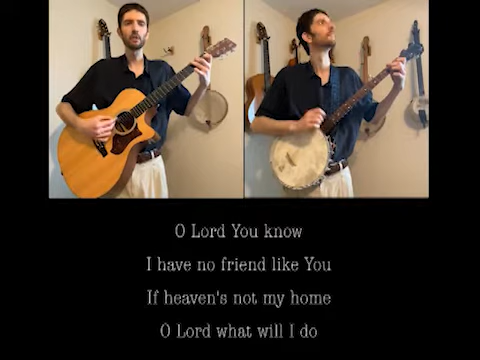 O Lord You know
I have no friend like You
If heaven's not my home
O Lord what will I do